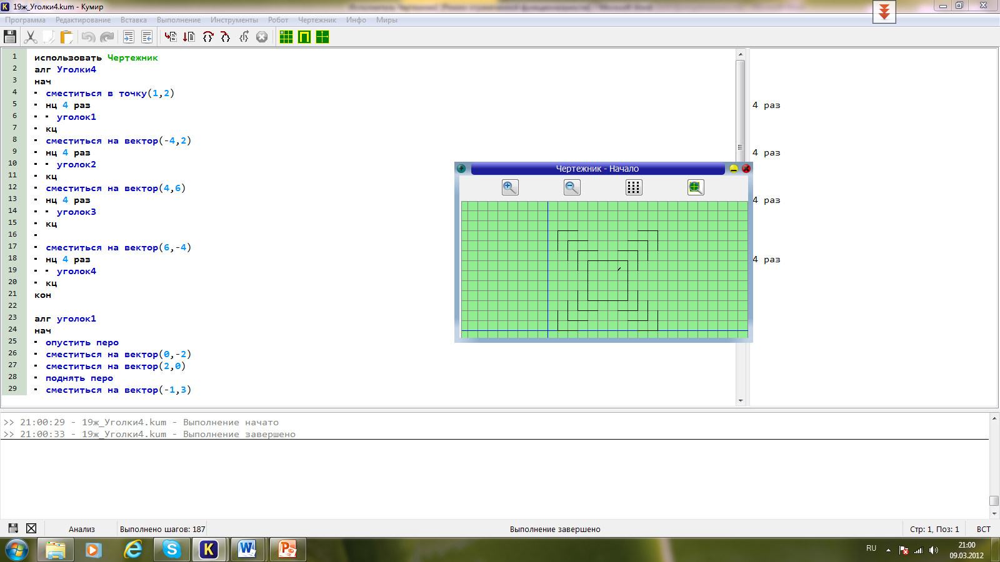 19ж_Уголки4.kum - Кумир
Программа Редактирование Вставка Выполнение Инструменты Робот Чертежник Инфо Миры
1 использовать Чертежник
2 алг Уголки4
3 нач
4 сместиться в точку(1,2)
5 нц 4 раз
4 раз
6 уголок1
7 кц
8 сместиться на вектор(-4,2)
9 нц 4 раз
4 раз
10 уголок2
11 кц
12 сместиться на вектор(4,6)
13 нц 4 раз
4 раз
14 уголок3
15 кц
16
17 сместиться на вектор(6,-4)
18 нц 4 раз
4 раз
19 уголок4
20 кц
21 кон
22
23 алг уголок1
24 нач
25 опустить перо
26 сместиться на вектор(0,-2)
27 сместиться на вектор(2,0)
28 поднять перо
29 сместиться на вектор(-1,3)
Чертежник - Начало
>> 21:00:29 - 19ж_Уголки4.kum - Выполнение начато
>> 21:00:33 - 19ж_Уголки4.kum - Выполнение завершено
Анализ Выполнено шагов: 187 Выполнение завершено Стр: 1, Поз: 1 ВСТ
RU 21:00
09.03.2012